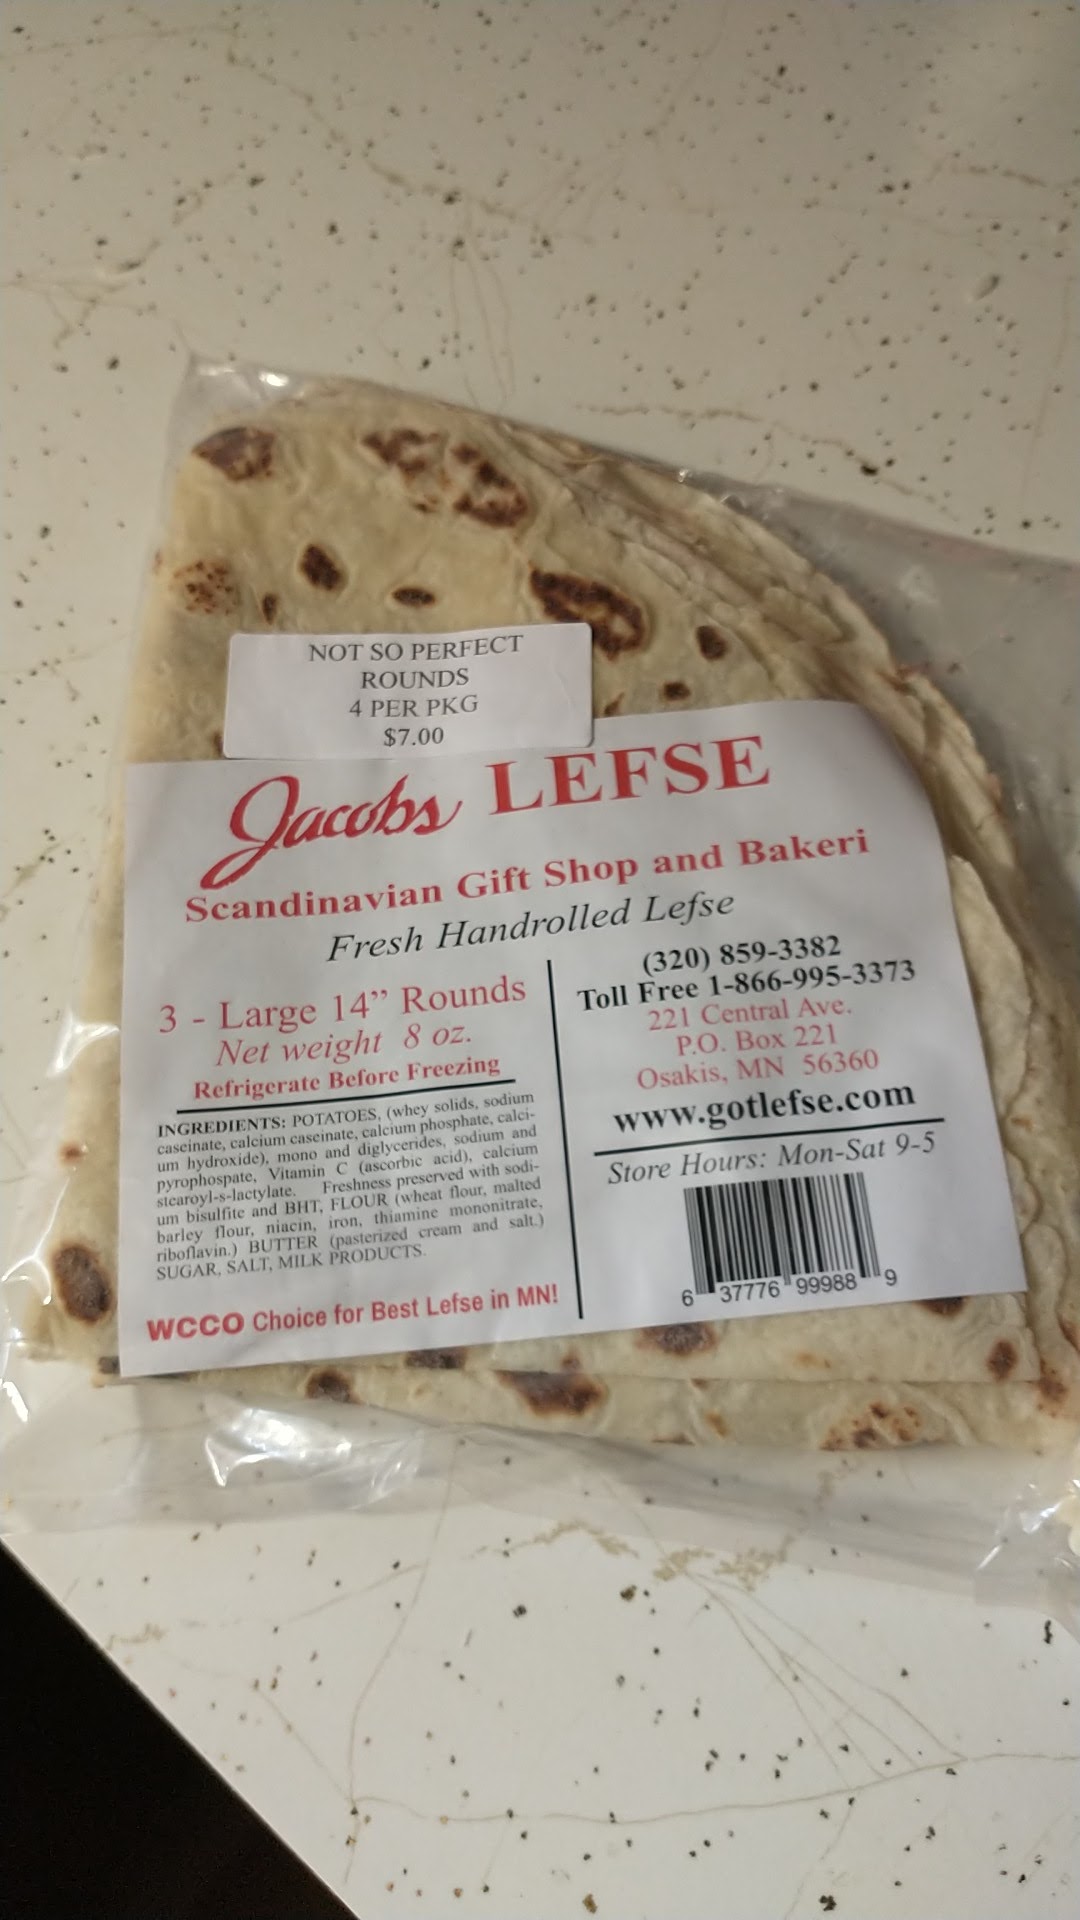 NOT SO PERFECT
ROUNDS
4 PER PKG
$7.00
Jacobs LEFSE
Scandinavian Gift Shop and Bakeri
Fresh Handrolled Lefse
3 - Large 14” Rounds
Net weight 8 oz.
Refrigerate Before Freezing
INGREDIENTS: POTATOES, (whey solids, sodium
caseinate, calcium caseinate, calcium phosphate, calci-
um hydroxide), mono and diglycerides, sodium and
pyrophospate, Vitamin C (ascorbic acid), calcium
stearoyl-s-lactylate. Freshness preserved with sodi-
um bisulfite and BHT, FLOUR (wheat flour, malted
barley flour, niacin, iron, thiamine mononitrate,
riboflavin.) BUTTER (pasterized cream and salt.)
SUGAR, SALT, MILK PRODUCTS.
WCCO Choice for Best Lefse in MN!
(320) 859-3382
Toll Free 1-866-995-3373
221 Central Ave.
P.O. Box 221
Osakis, MN 56360
www.gotlefse.com
Store Hours: Mon-Sat 9-5
6 37776 99988 9